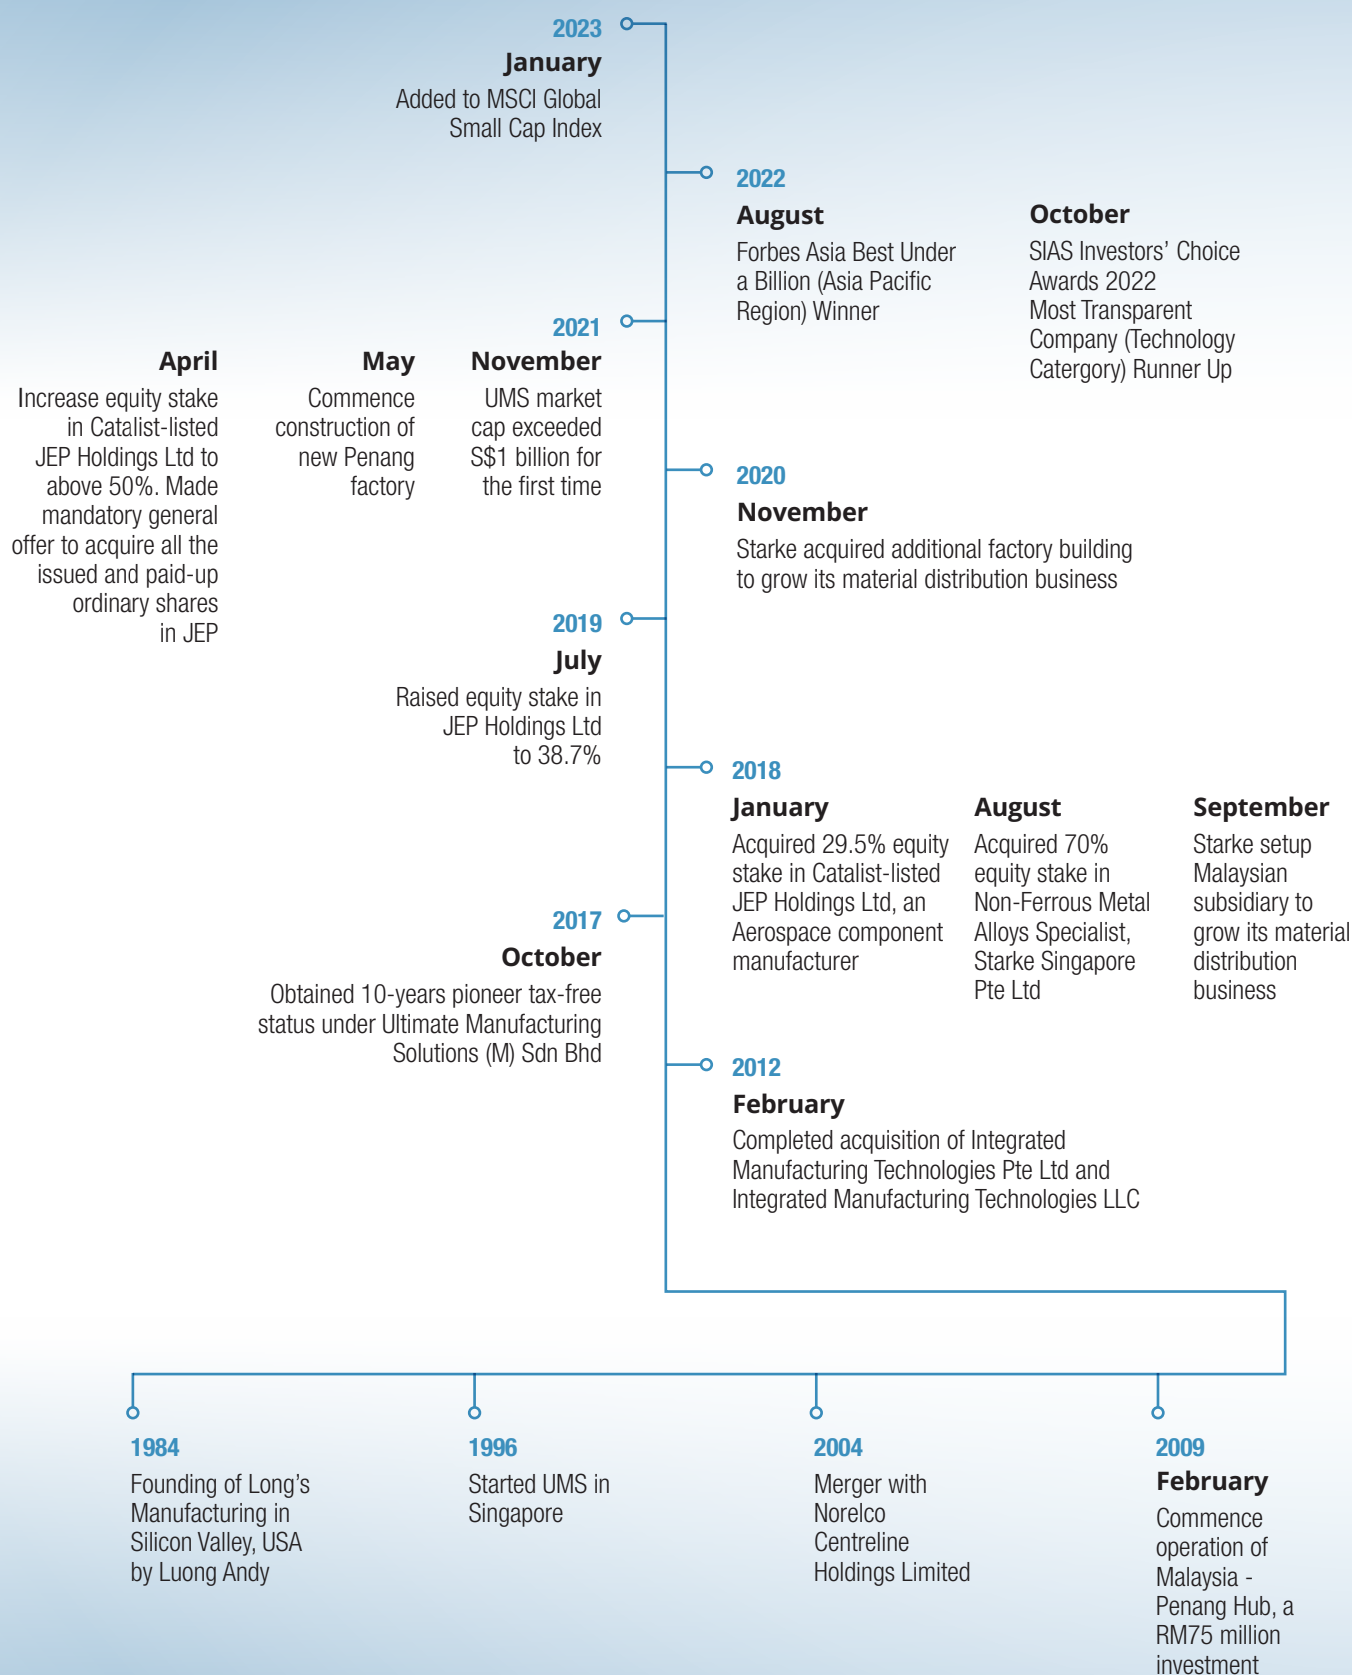 2023
January
Added to MSCI Global
Small Cap Index
2022
August
Forbes Asia Best Under
a Billion (Asia Pacific
Region) Winner
October
SIAS Investors’ Choice
Awards 2022
Most Transparent
Company (Technology
Catergory) Runner Up
2021
April
Increase equity stake
in Catalist-listed
JEP Holdings Ltd to
above 50%. Made
mandatory general
offer to acquire all the
issued and paid-up
ordinary shares
in JEP
May
Commence
construction of
new Penang
factory
November
UMS market
cap exceeded
S$1 billion for
the first time
2020
November
Starke acquired additional factory building
to grow its material distribution business
2019
July
Raised equity stake in
JEP Holdings Ltd
to 38.7%
2018
January
Acquired 29.5% equity
stake in Catalist-listed
JEP Holdings Ltd, an
Aerospace component
manufacturer
August
Acquired 70%
equity stake in
Non-Ferrous Metal
Alloys Specialist,
Starke Singapore
Pte Ltd
September
Starke setup
Malaysian
subsidiary to
grow its material
distribution
business
2017
October
Obtained 10-years pioneer tax-free
status under Ultimate Manufacturing
Solutions (M) Sdn Bhd
2012
February
Completed acquisition of Integrated
Manufacturing Technologies Pte Ltd and
Integrated Manufacturing Technologies LLC
1984
Founding of Long’s
Manufacturing in
Silicon Valley, USA
by Luong Andy
1996
Started UMS in
Singapore
2004
Merger with
Norelco
Centreline
Holdings Limited
2009
February
Commence
operation of
Malaysia -
Penang Hub, a
RM75 million
investment